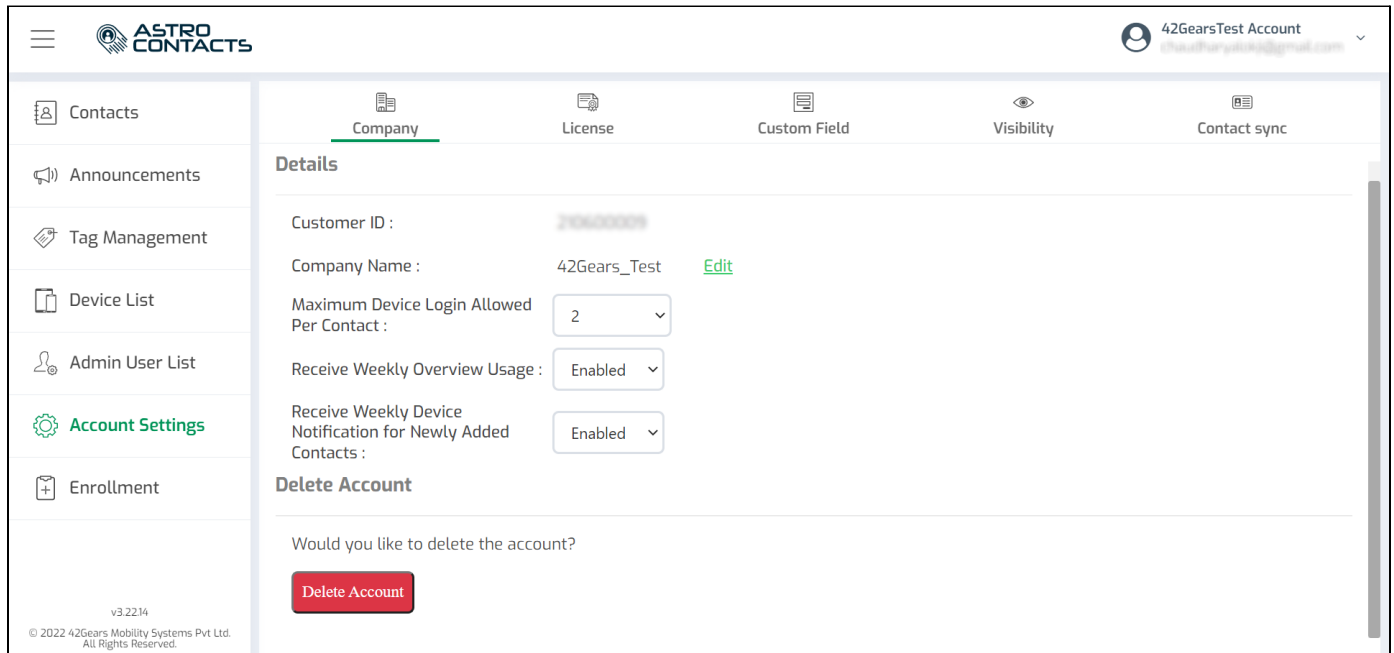 ASTRO
CONTACTS
42GearsTest Account
Contacts
Announcements
Tag Management
Device List
Admin User List
Account Settings
Enrollment
v3.22.14
© 2022 42Gears Mobility Systems Pvt Ltd.
All Rights Reserved.
Company
License
Custom Field
Visibility
Contact sync
Details
Customer ID :
Company Name : 42Gears_Test Edit
Maximum Device Login Allowed
Per Contact :
2
Receive Weekly Overview Usage : Enabled
Receive Weekly Device
Notification for Newly Added
Contacts :
Enabled
Delete Account
Would you like to delete the account?
Delete Account